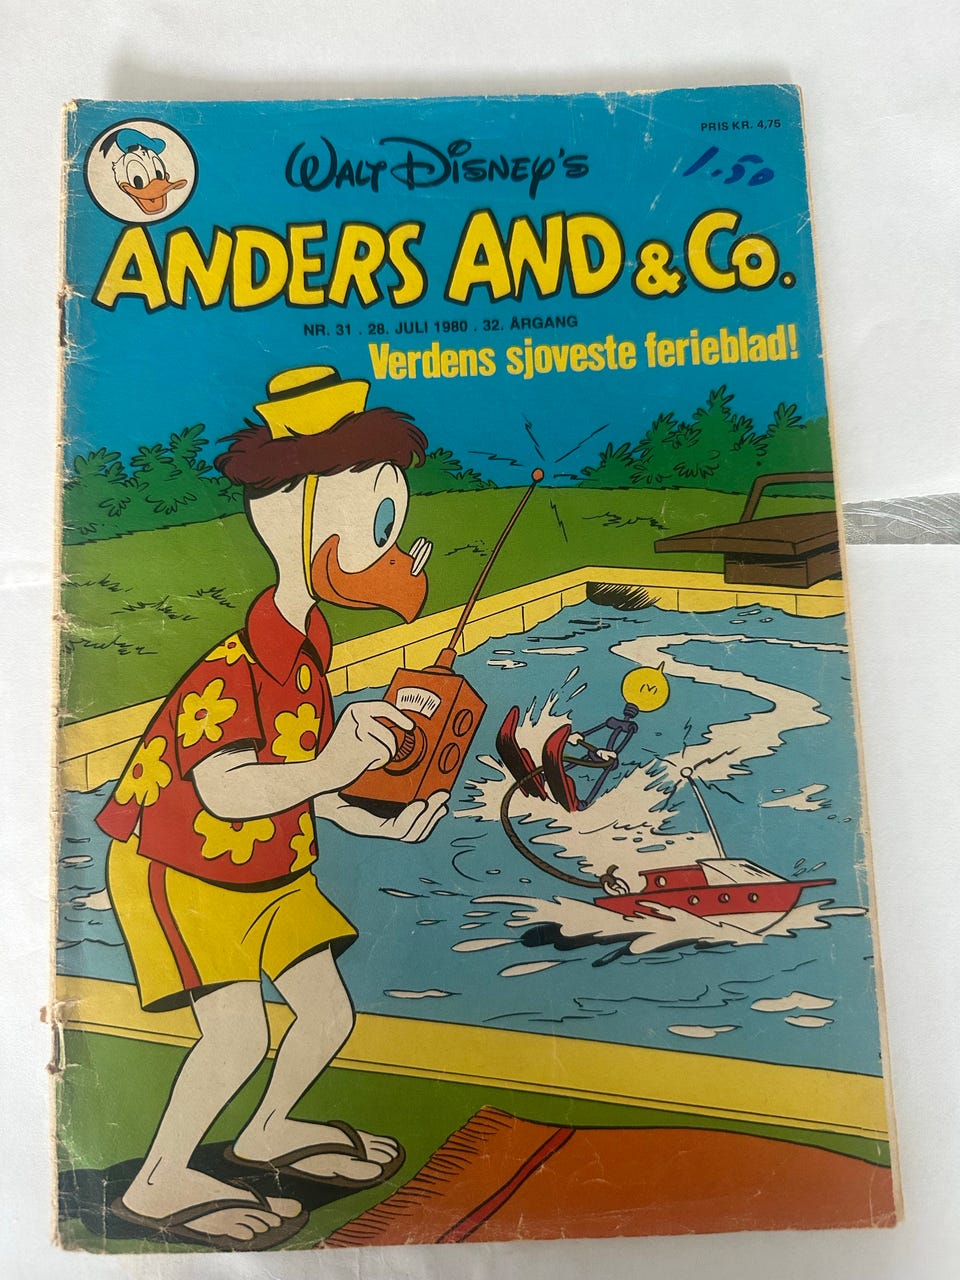 PRIS KR. 4,75
1.50
WALT DISNEY'S
ANDERS AND & CO.
NR. 31 . 28. JULI 1980 . 32. ÅRGANG
Verdens sjoveste ferieblad!